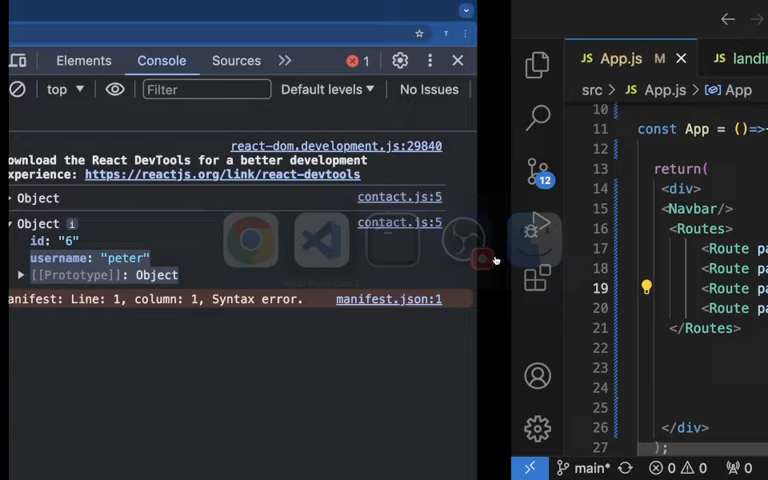 Elements Console Sources 1
top Filter Default levels No Issues
react-dom.development.js:29840
ownload the React DevTools for a better development
xperience: https://reactjs.org/link/react-devtools
Object contact.js:5
Object i contact.js:5
id: "6"
username: "peter"
[[Prototype]]: Object
anifest: Line: 1, column: 1, Syntax error. manifest.json:1
JS App.js M JS landin
src > JS App.js > App
10
11 const App = ()=>
12
13 return(
14 <div>
15 <Navbar/>
16 <Routes>
17 <Route pa
18 <Route pa
19 <Route pa
20 <Route pa
21 </Routes>
22
23
24
25
26 </div>
27 );
12
main* 0 0 0